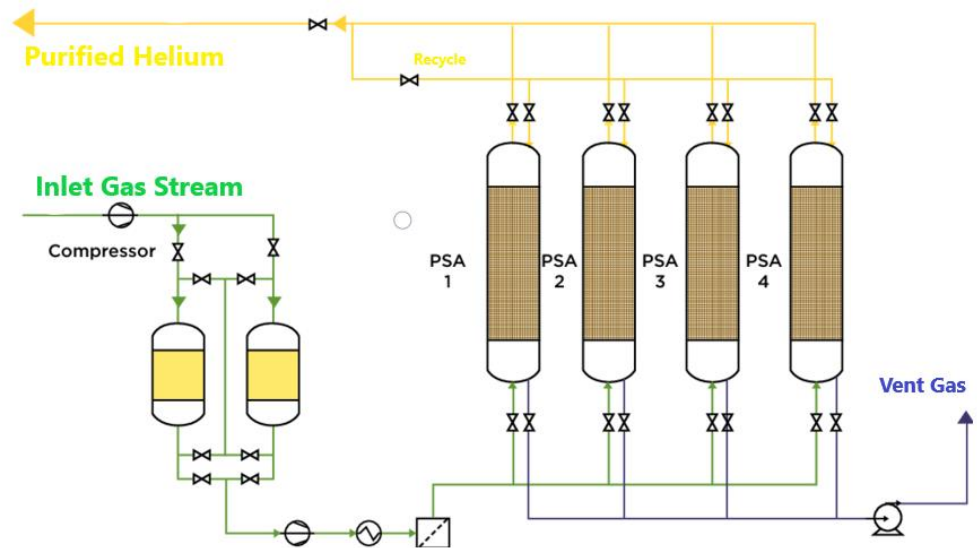 Purified Helium
Recycle
Inlet Gas Stream
Compressor
PSA
1
PSA
2
PSA
3
PSA
4
Vent Gas